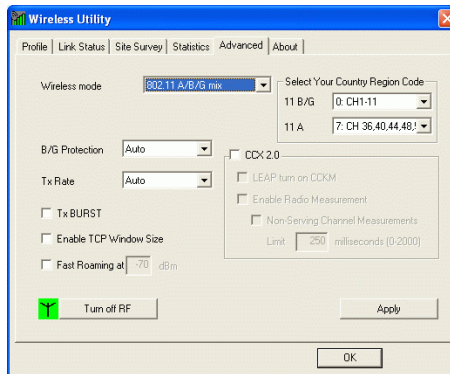 Wireless Utility
Profile Link Status Site Survey Statistics Advanced About
Wireless mode 802.11 A/B/G mix
Select Your Country Region Code
11 B/G 0: CH1-11
11 A 7: CH 36,40,44,48,
B/G Protection Auto
Tx Rate Auto
Tx BURST
Enable TCP Window Size
Fast Roaming at -70 dBm
CCX 2.0
LEAP turn on CCKM
Enable Radio Measurement
Non-Serving Channel Measurements
Limit 250 milliseconds (0-2000)
Turn off RF
Apply
OK